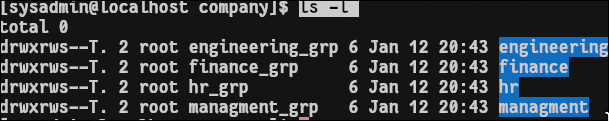 [sysadmin@localhost company]$ ls -l
total 0
drwxrws--T. 2 root engineering_grp 6 Jan 12 20:43 engineering
drwxrws--T. 2 root finance_grp 6 Jan 12 20:43 finance
drwxrws--T. 2 root hr_grp 6 Jan 12 20:43 hr
drwxrws--T. 2 root managment_grp 6 Jan 12 20:43 managment